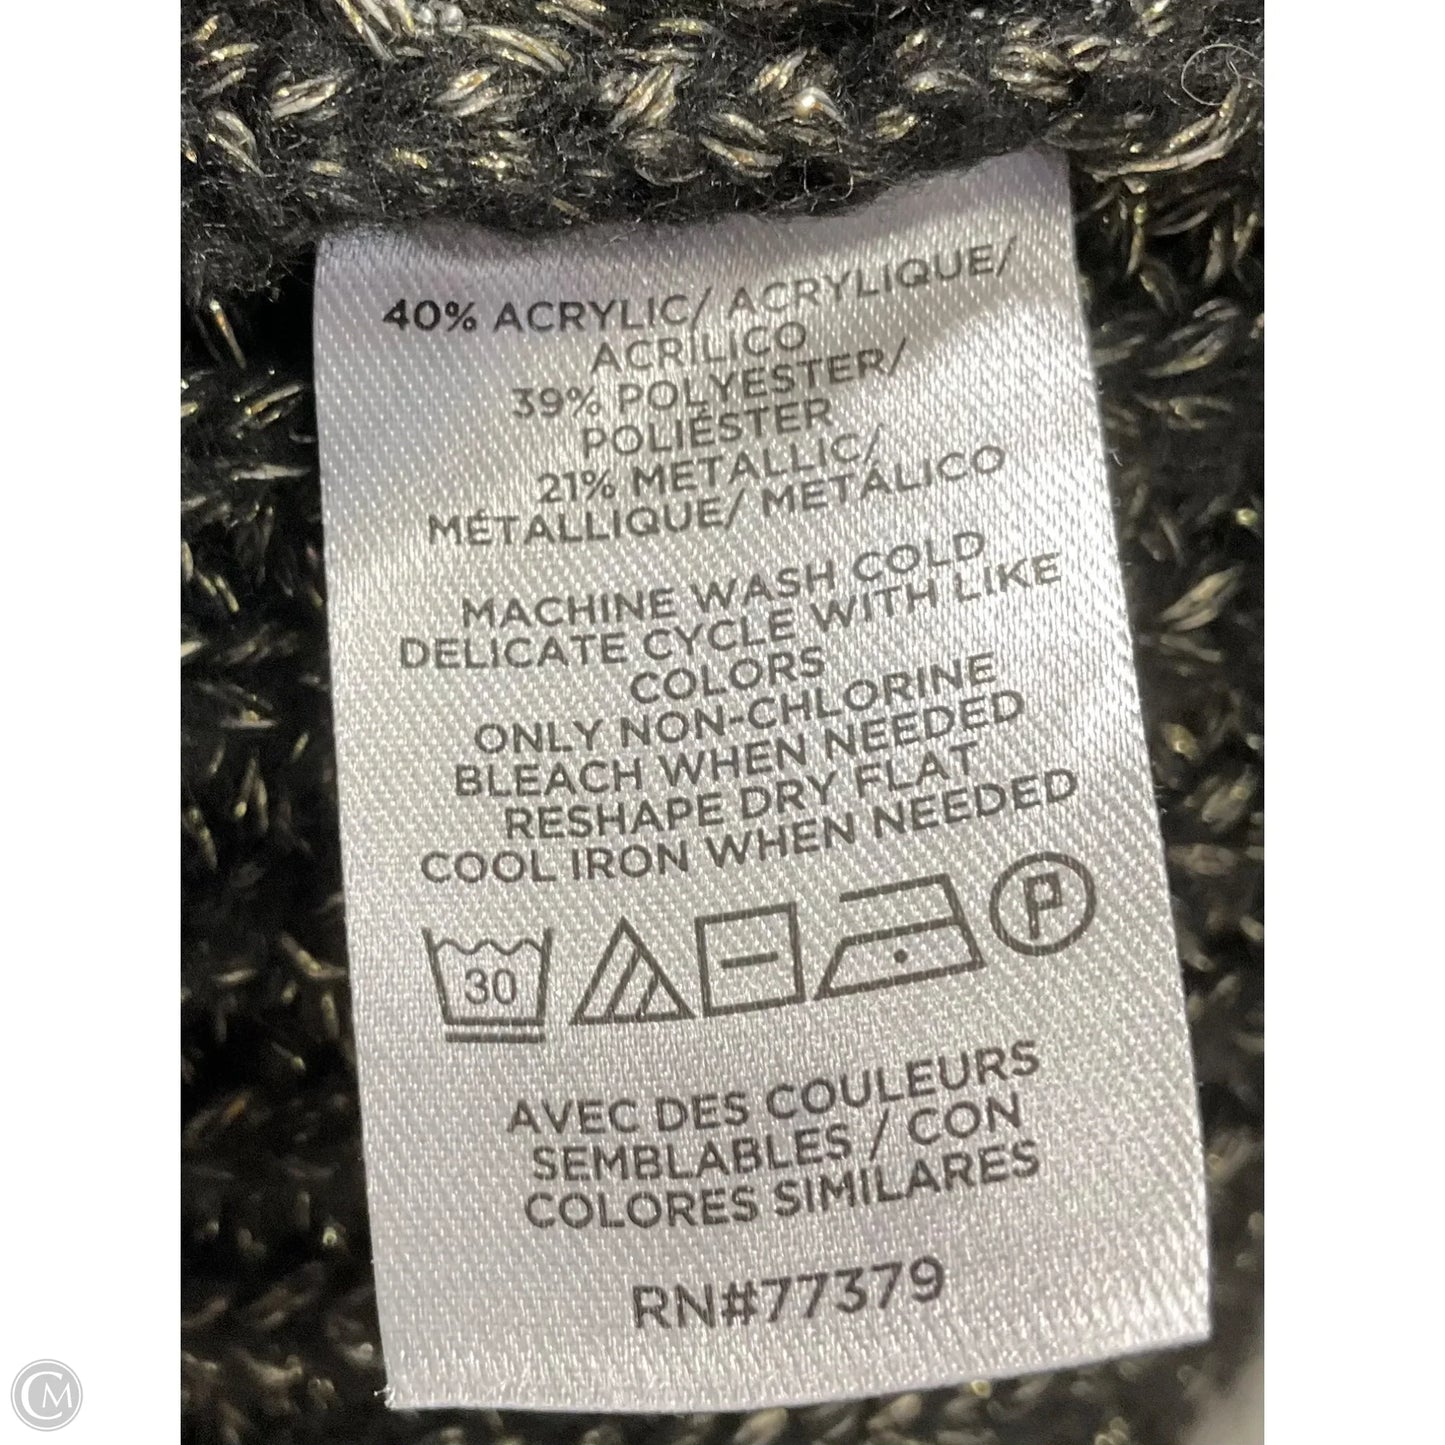 40% ACRYLIC/ ACRYLIQUE/
ACRILICO
39% POLYESTER/
POLIÉSTER
21% METALLIC/
MÉTALLIQUE/ METÁLICO
MACHINE WASH COLD
DELICATE CYCLE WITH LIKE
COLORS
ONLY NON-CHLORINE
BLEACH WHEN NEEDED
RESHAPE DRY FLAT
COOL IRON WHEN NEEDED
30
P
AVEC DES COULEURS
SEMBLABLES / CON
COLORES SIMILARES
RN#77379
CM